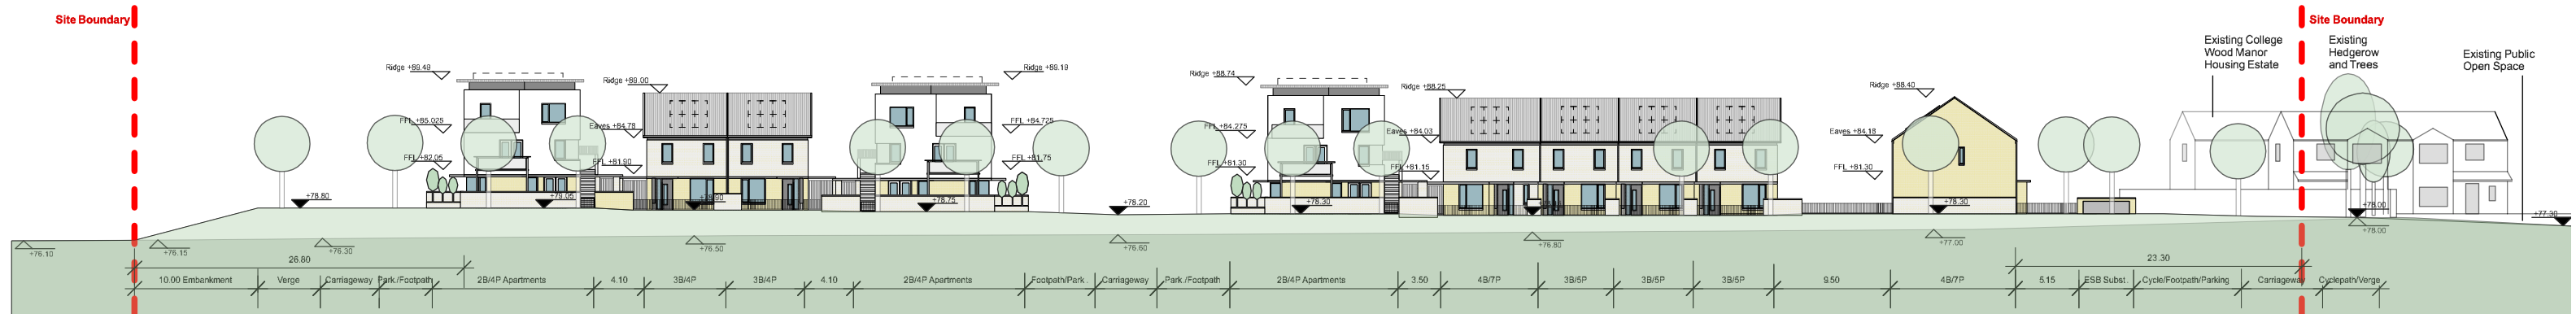 Site Boundary
Site Boundary
Existing College
Wood Manor
Housing Estate
Existing
Hedgerow
and Trees
Existing Public
Open Space
Ridge +89.49
Ridge +89.00
Ridge +89.19
Ridge +88.74
Ridge +88.25
Ridge +88.40
FFL +85.025
Eaves +84.78
FFL +84.725
FFL +84.275
Eaves +84.03
Eaves +84.18
FFL +82.05
FFL +81.90
FFL +81.75
FFL +81.30
FFL +81.15
FFL +81.30
+78.80
+79.05
+78.90
+78.75
+78.20
+78.30
+78.30
+78.00
+77.30
+76.10
+76.15
+76.30
+76.50
+76.60
+76.80
+77.00
+78.00
26.80
23.30
10.00 Embankment
Verge
Carriageway
Park./Footpath
2B/4P Apartments
4.10
3B/4P
3B/4P
4.10
2B/4P Apartments
Footpath/Park.
Carriageway
Park./Footpath
2B/4P Apartments
3.50
4B/7P
3B/5P
3B/5P
3B/5P
9.50
4B/7P
5.15
ESB Subst.
Cycle/Footpath/Parking
Carriageway
Cyclepath/Verge